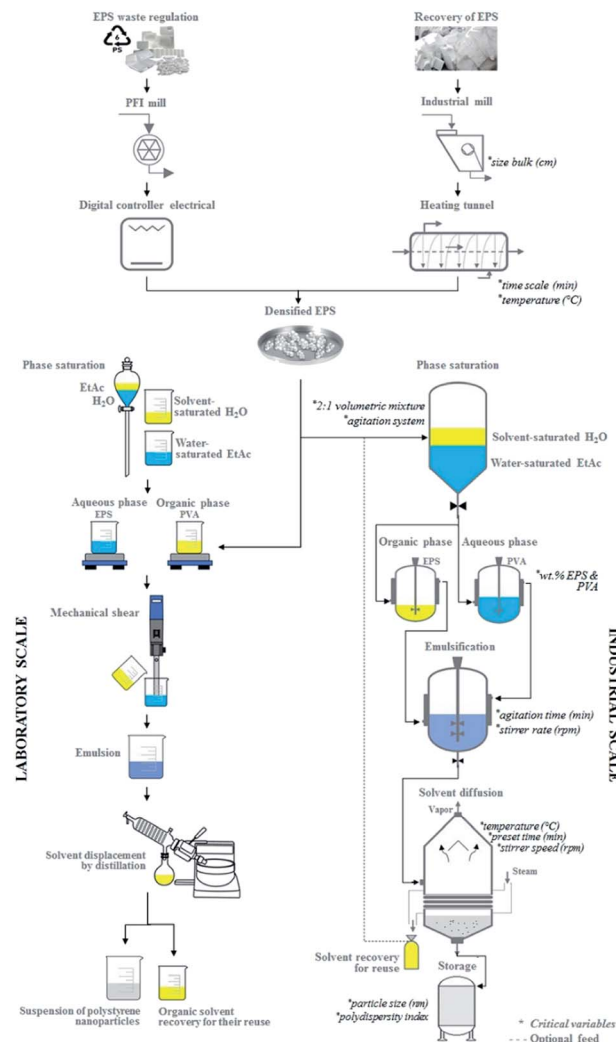 EPS waste regulation
6
PS
PFI mill
Digital controller electrical
Recovery of EPS
Industrial mill
*size bulk (cm)
Heating tunnel
*time scale (min)
*temperature (°C)
Densified EPS
LABORATORY SCALE
Phase saturation
EtAc
H2O
Solvent-
saturated H2O
Water-
saturated EtAc
Aqueous phase
EPS
Organic phase
PVA
Mechanical shear
Emulsion
Solvent displacement
by distillation
Suspension of polystyrene
nanoparticles
Organic solvent
recovery for their reuse
INDUSTRIAL SCALE
*2:1 volumetric mixture
*agitation system
Phase saturation
Solvent-saturated H2O
Water-saturated EtAc
Organic phase
EPS
Aqueous phase
PVA
*wt.% EPS &
PVA
Emulsification
*agitation time (min)
*stirrer rate (rpm)
Solvent diffusion
Vapor
*temperature (°C)
*preset time (min)
*stirrer speed (rpm)
Steam
Solvent recovery
for reuse
Storage
*particle size (nm)
*polydispersity index
* Critical variables
---- Optional feed